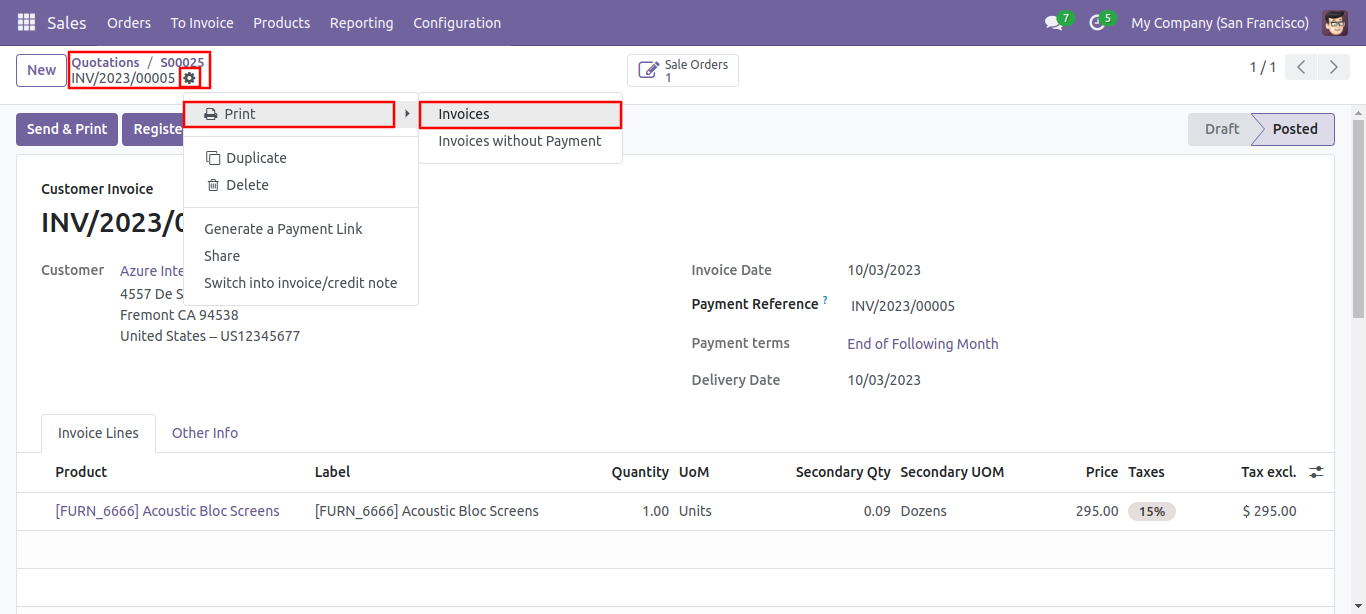 Sales Orders To Invoice Products Reporting Configuration 7 5 My Company (San Francisco)
New Quotations / S00025 Sale Orders 1 / 1
INV/2023/00005 1
Print Invoices
Send & Print Registe Draft Posted
Invoices without Payment
Duplicate
Customer Invoice Delete
INV/2023/0
Generate a Payment Link
Share
Customer Azure Inte Invoice Date 10/03/2023
Switch into invoice/credit note
4557 De S
Payment Reference ? INV/2023/00005
Fremont CA 94538
United States – US12345677
Payment terms End of Following Month
Delivery Date 10/03/2023
Invoice Lines Other Info
Product Label Quantity UoM Secondary Qty Secondary UOM Price Taxes Tax excl.
[FURN_6666] Acoustic Bloc Screens [FURN_6666] Acoustic Bloc Screens 1.00 Units 0.09 Dozens 295.00 15% $ 295.00